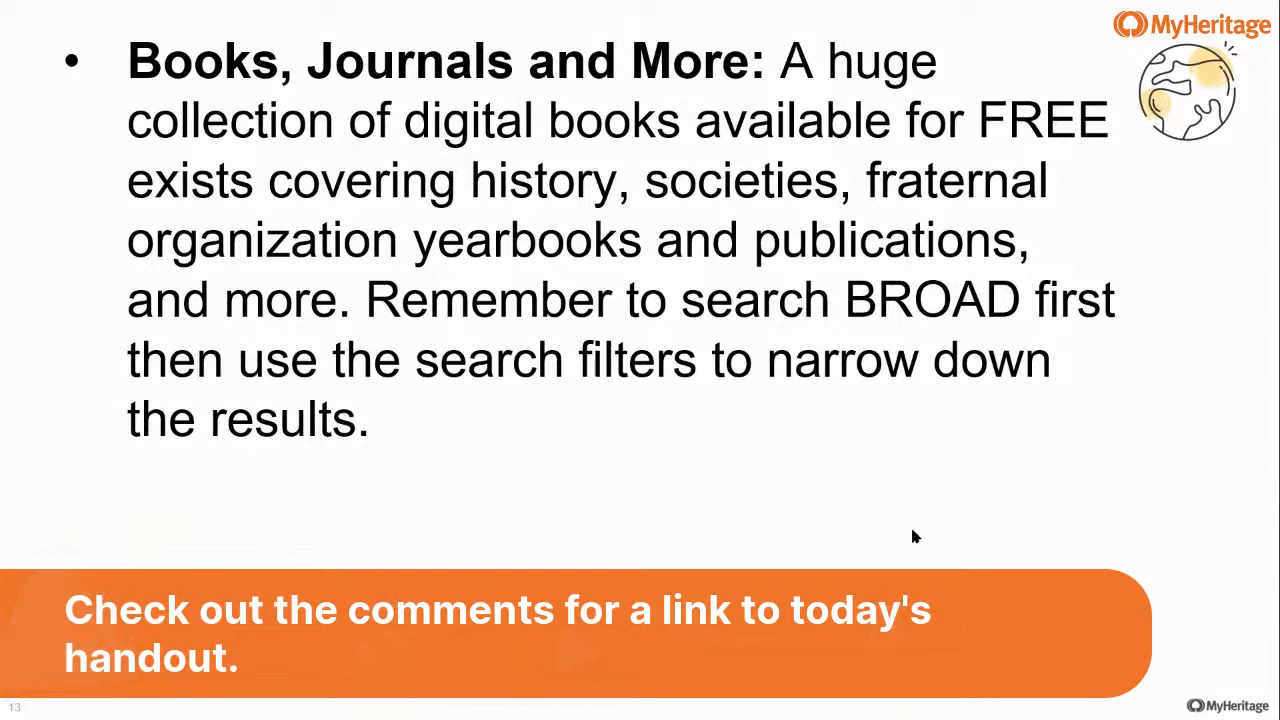 MyHeritage
• Books, Journals and More: A huge
collection of digital books available for FREE
exists covering history, societies, fraternal
organization yearbooks and publications,
and more. Remember to search BROAD first
then use the search filters to narrow down
the results.
Check out the comments for a link to today's
handout.
13
MyHeritage